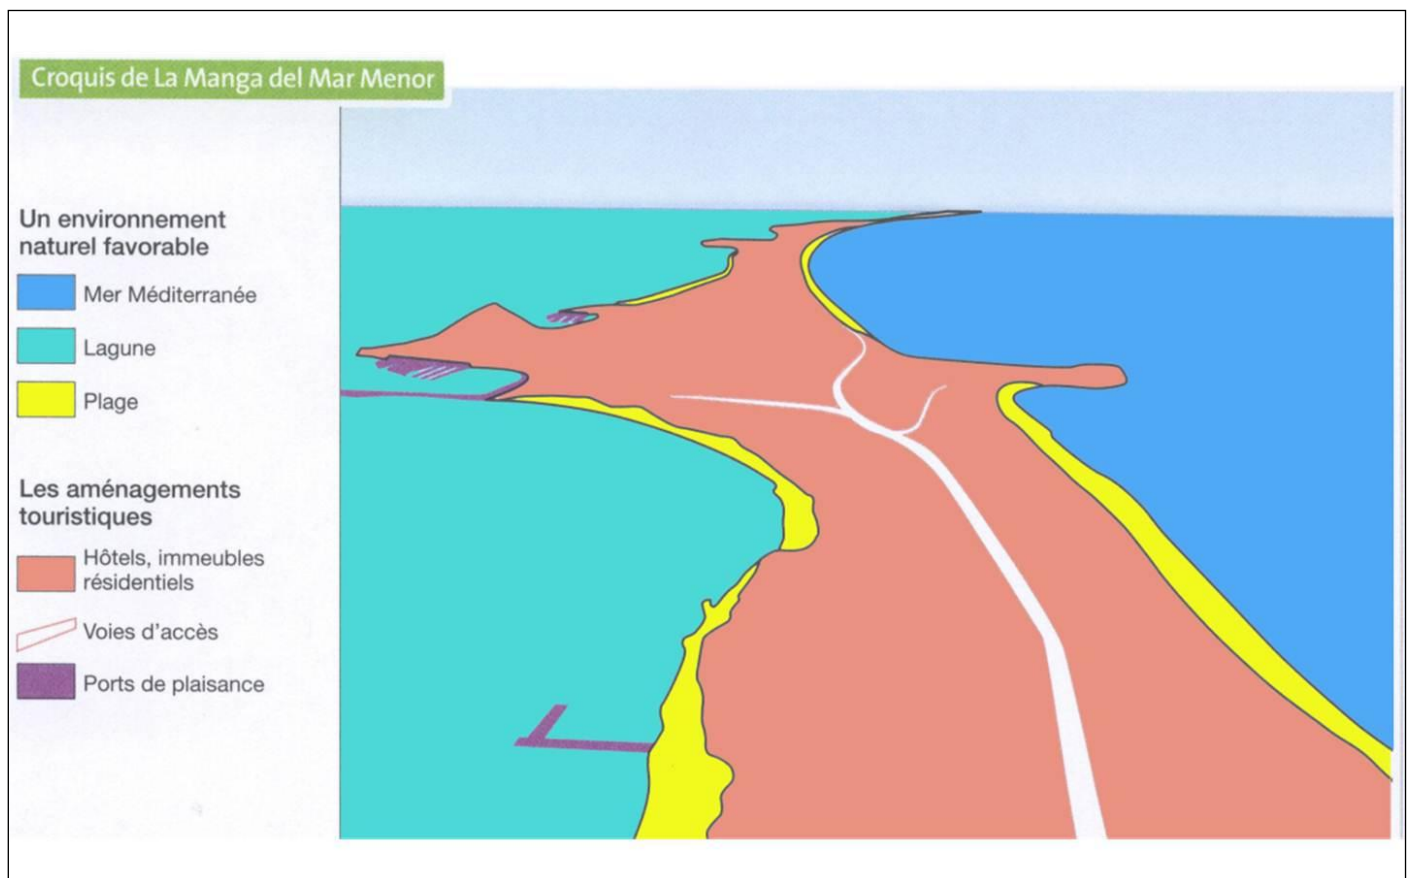 Croquis de La Manga del Mar Menor
Un environnement
naturel favorable
Mer Méditerranée
Lagune
Plage
Les aménagements
touristiques
Hôtels, immeubles
résidentiels
Voies d'accès
Ports de plaisance